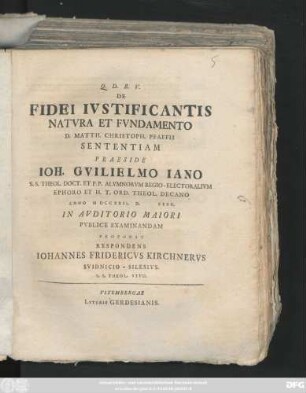 5
Q. D. B. V.
DE
FIDEI IVSTIFICANTIS
NATVRA ET FVNDAMENTO
D. MATTH. CHRISTOPH. PFAFFII
SENTENTIAM
PRAESIDE
IOH. GVILIELMO IANO
S. S. THEOL. DOCT. ET P.P. ALVMNORVM REGIO-ELECTORALIVM
EPHORO ET H. T. ORD. THEOL. DECANO
IN AVDITORIO MAIORI
PVBLICE EXAMINANDAM
RESPONDENS
IOHANNES FRIDERICVS KIRCHNERVS
SVIDNICIO-SILESIVS.
VITEMBERGAE
LITERIS GERDESIANIS.
DFG